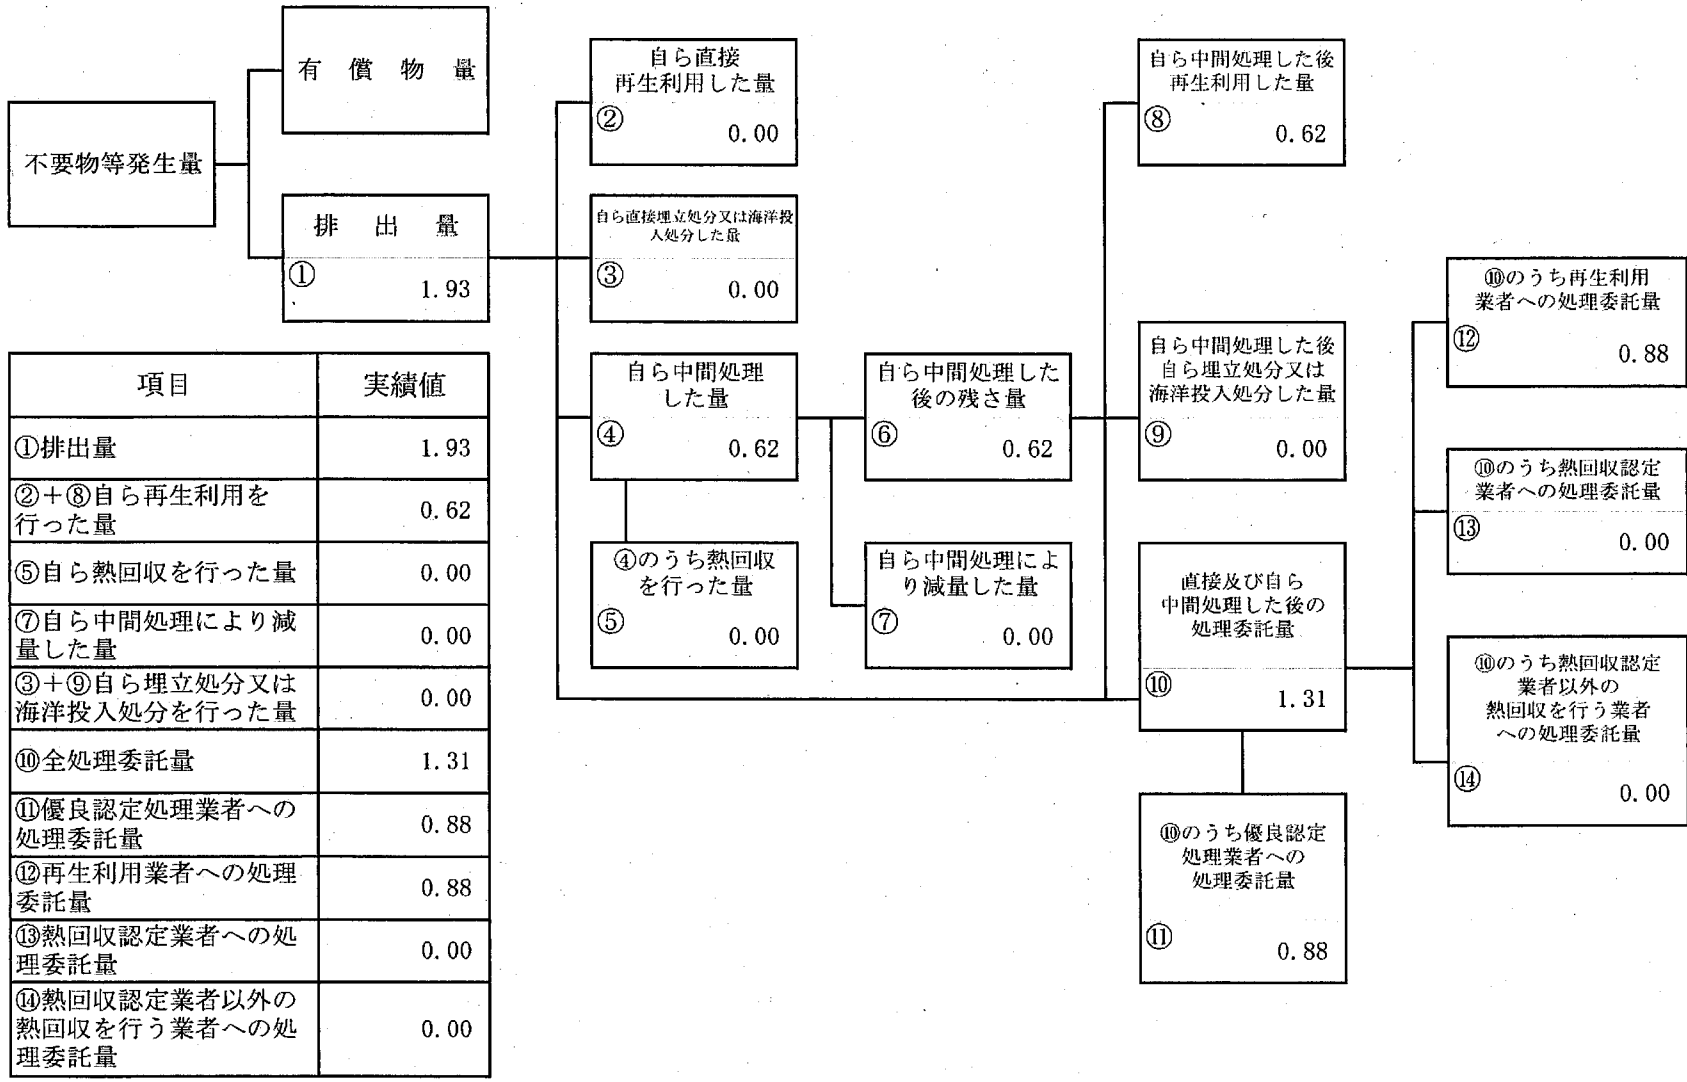 不要物等発生量
有償物量
排出量
①
1.93
自ら直接
再生利用した量
②
0.00
自ら直接埋立処分又は海洋投
入処分した量
③
0.00
自ら中間処理
した量
④
0.62
④のうち熱回収
を行った量
⑤
0.00
自ら中間処理した
後の残さ量
⑥
0.62
自ら中間処理によ
り減量した量
⑦
0.00
自ら中間処理した後
再生利用した量
⑧
0.62
自ら中間処理した後
自ら埋立処分又は
海洋投入処分した量
⑨
0.00
直接及び自ら
中間処理した後の
処理委託量
⑩
1.31
⑩のうち優良認定
処理業者への
処理委託量
⑪
0.88
⑩のうち再生利用
業者への処理委託量
⑫
0.88
⑩のうち熱回収認定
業者への処理委託量
⑬
0.00
⑩のうち熱回収認定
業者以外の
熱回収を行う業者
への処理委託量
⑭
0.00
項目 実績値
①排出量 1.93
②+⑧自ら再生利用を
行った量 0.62
⑤自ら熱回収を行った量 0.00
⑦自ら中間処理により減
量した量 0.00
③+⑨自ら埋立処分又は
海洋投入処分を行った量 0.00
⑩全処理委託量 1.31
⑪優良認定処理業者への
処理委託量 0.88
⑫再生利用業者への処理
委託量 0.88
⑬熱回収認定業者への処
理委託量 0.00
⑭熱回収認定業者以外の
熱回収を行う業者への処
理委託量 0.00